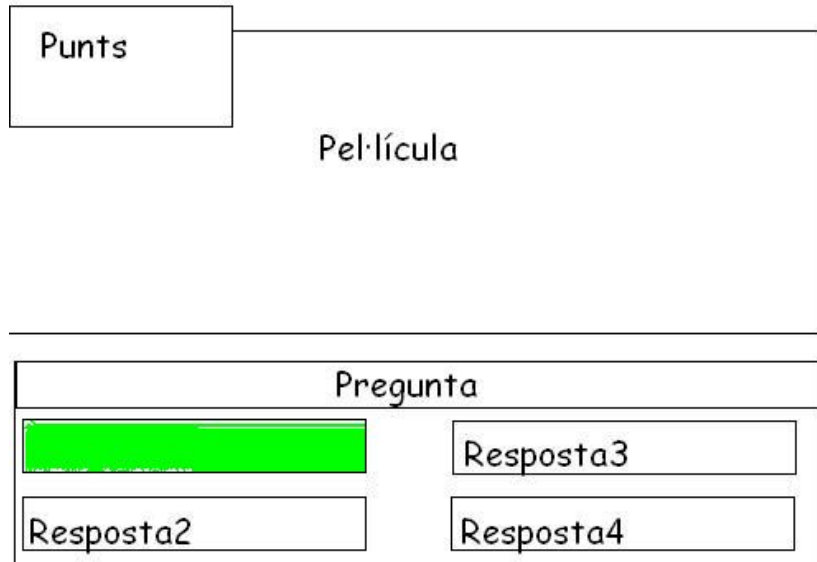 Punts
Pel·lícula
Pregunta
Resposta3
Resposta2
Resposta4